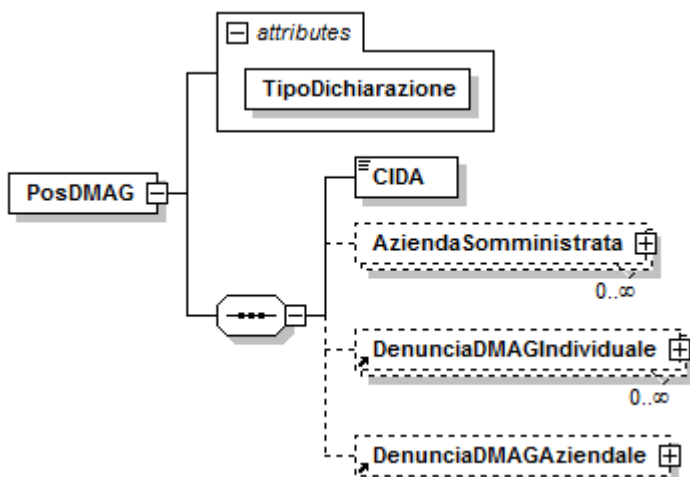 attributes
TipoDichiarazione
PosDMAG
CIDA
AziendaSomministrata
0..∞
DenunciaDMAGIndividuale
0..∞
DenunciaDMAGAziendale